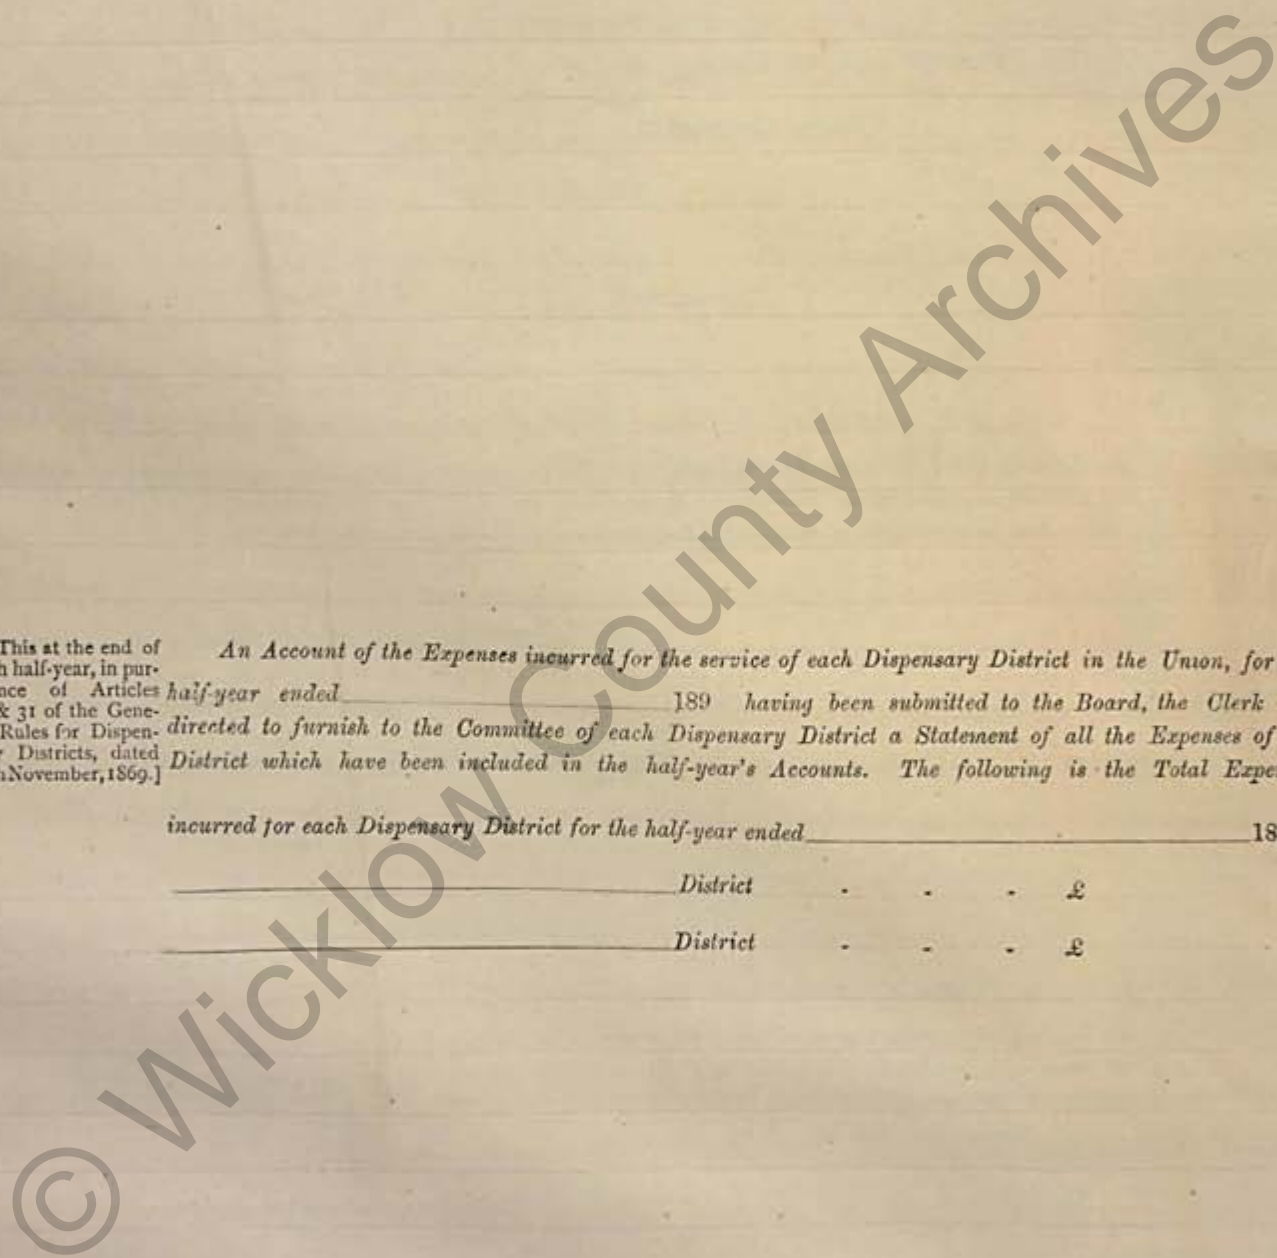 This at the end of
h half-year, in pur-
nce of Articles
& 31 of the Gene-
Rules for Dispen-
Districts, dated
November, 1869.]
An Account of the Expenses incurred for the service of each Dispensary District in the Union, for
half-year ended 189 having been submitted to the Board, the Clerk
directed to furnish to the Committee of each Dispensary District a Statement of all the Expenses of
District which have been included in the half-year's Accounts. The following is the Total Expe
incurred for each Dispensary District for the half-year ended 18
District - - - £
District - - - £
© Wicklow County Archives